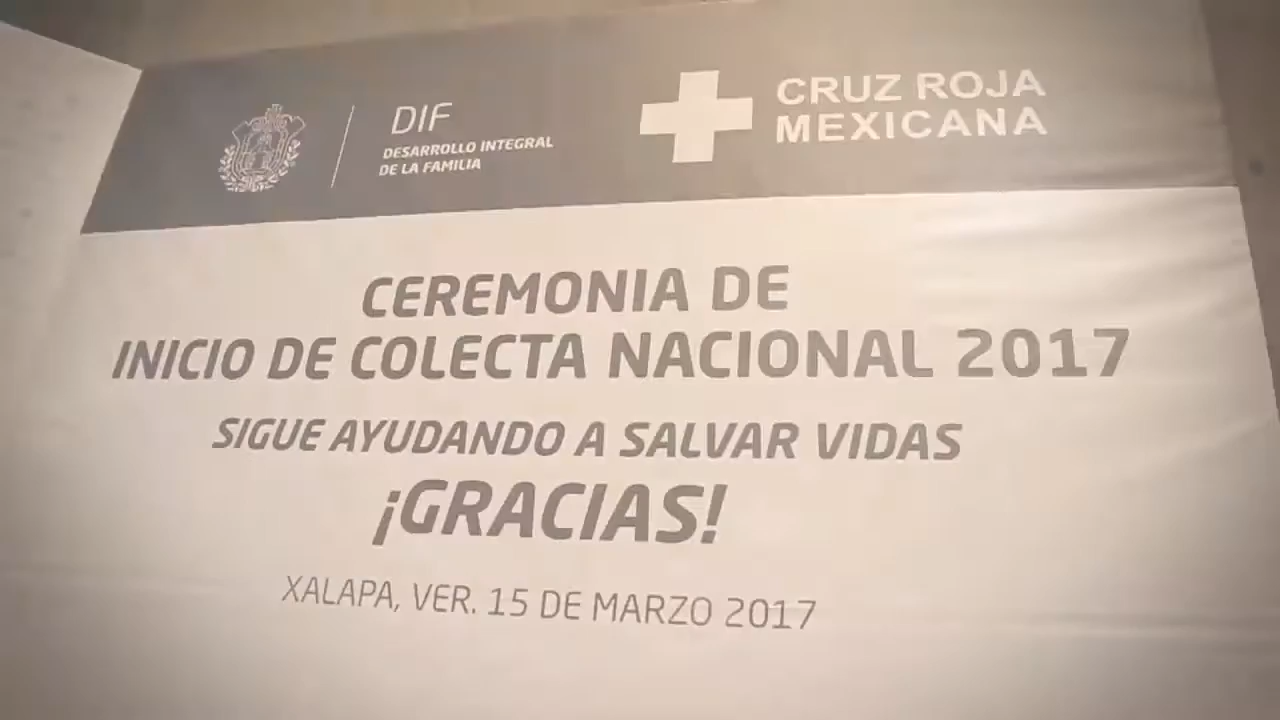 DIF
DESARROLLO INTEGRAL
DE LA FAMILIA
CRUZ ROJA
MEXICANA
CEREMONIA DE
INICIO DE COLECTA NACIONAL 2017
SIGUE AYUDANDO A SALVAR VIDAS
¡GRACIAS!
XALAPA, VER. 15 DE MARZO 2017